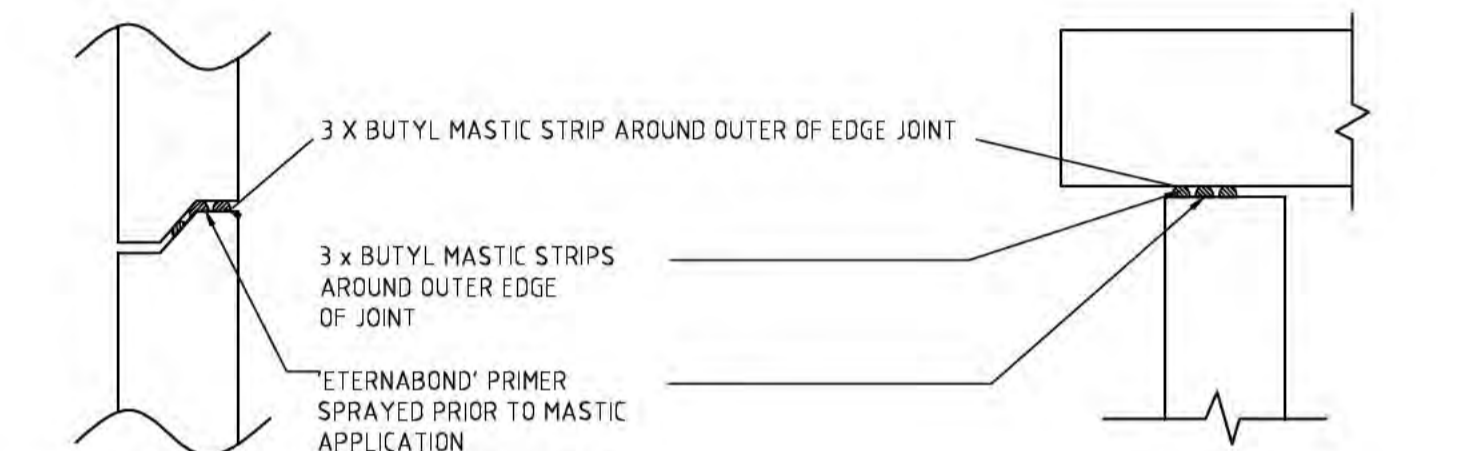 3 X BUTYL MASTIC STRIP AROUND OUTER OF EDGE JOINT
3 x BUTYL MASTIC STRIPS
AROUND OUTER EDGE
OF JOINT
'ETERNABOND' PRIMER
SPRAYED PRIOR TO MASTIC
APPLICATION